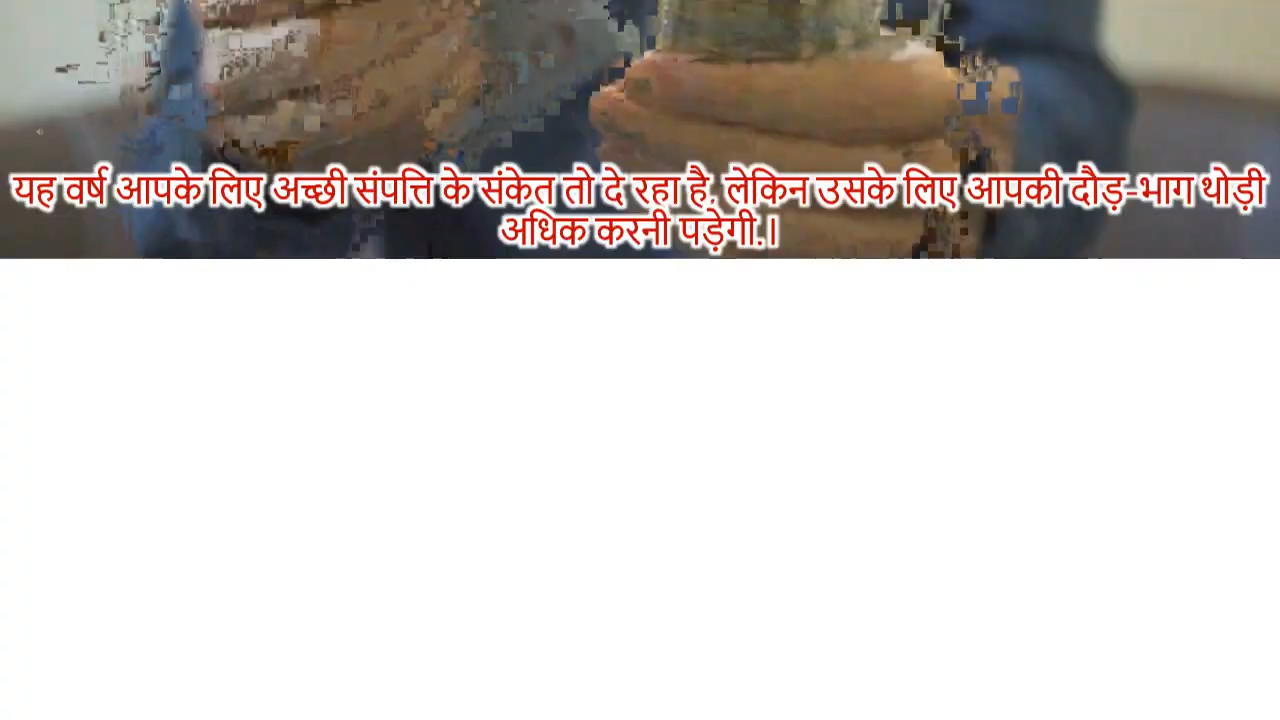 यह वर्ष आपके लिए अच्छी संपत्ति के संकेत तो दे रहा है, लेकिन उसके लिए आपकी दौड़-भाग थोड़ी
अधिक करनी पड़ेगी.।